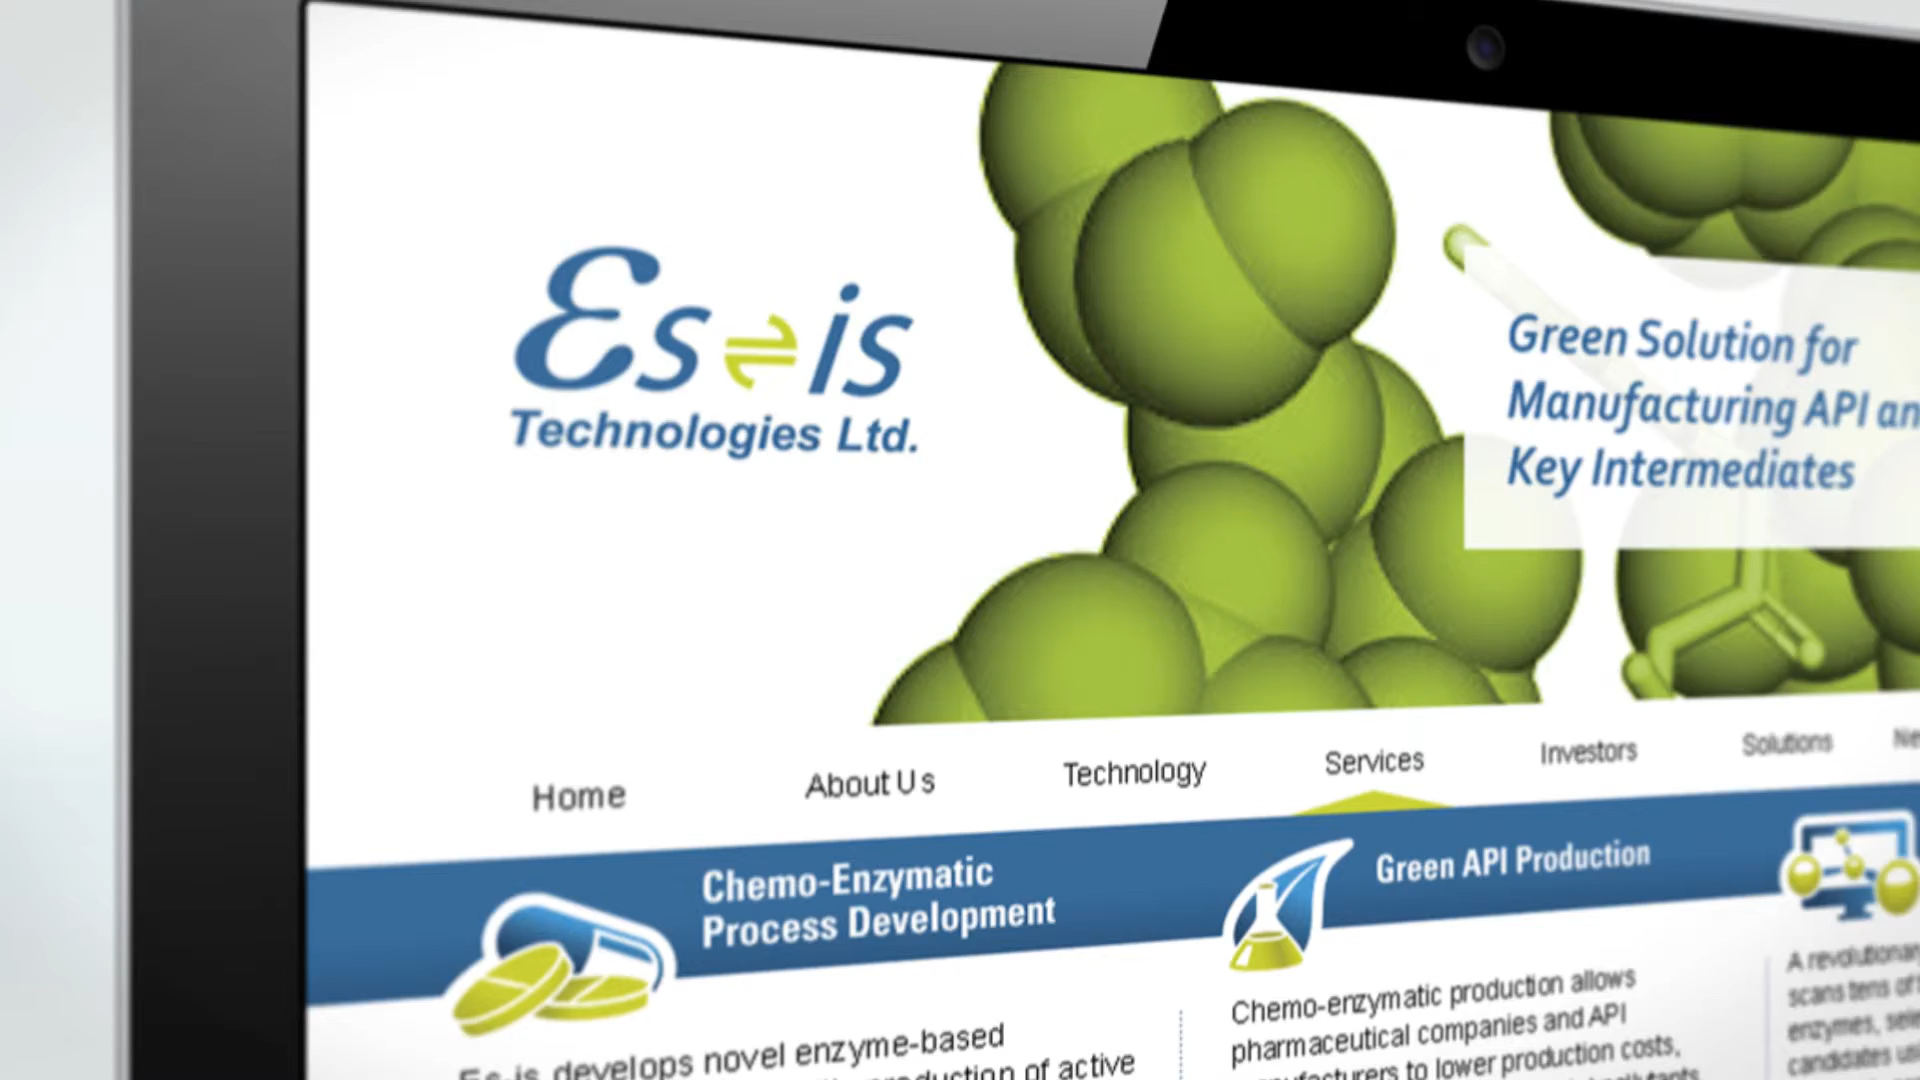 Es⇌is
Technologies Ltd.
Green Solution for
Manufacturing API
Key Intermediates
Home
About Us
Technology
Services
Investors
Solutions
Chemo-Enzymatic
Process Development
Green API Production
Es-is develops novel enzyme-based
production of active
Chemo-enzymatic production allows
pharmaceutical companies and API
to lower production costs,
A
scans tens of
enzymes,
candidates